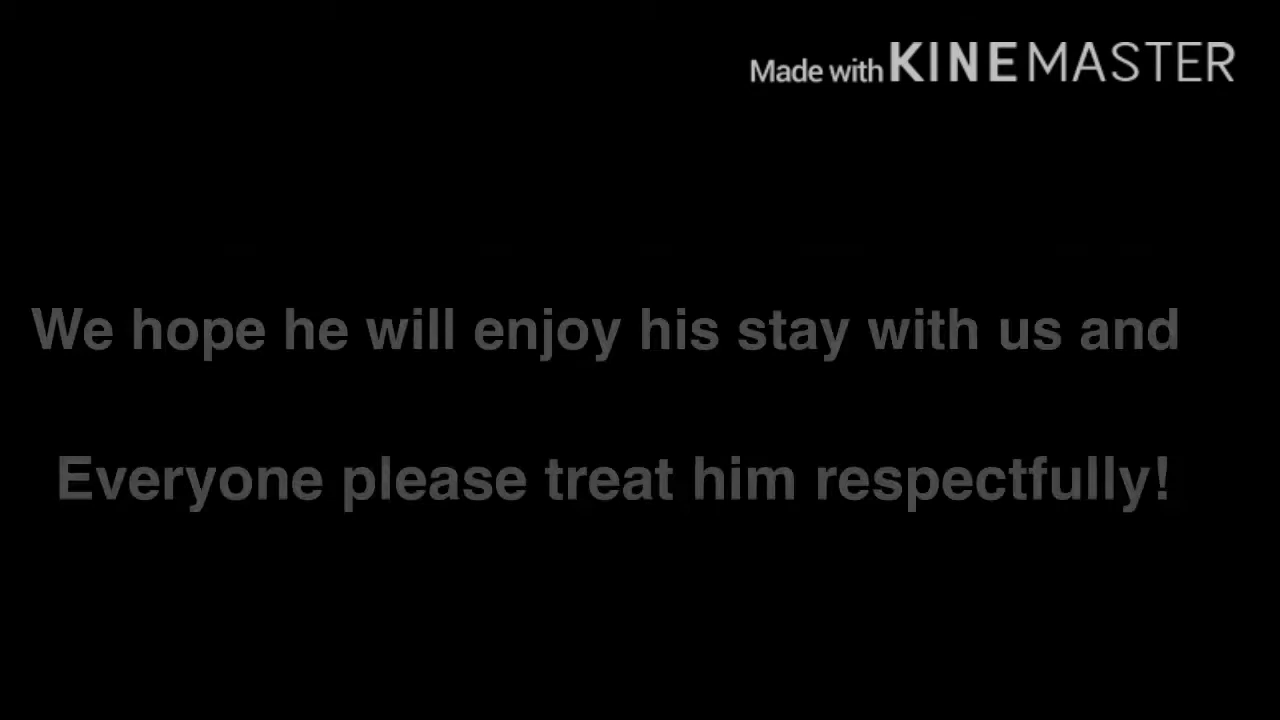 Made with KINEMASTER
We hope he will enjoy his stay with us and
Everyone please treat him respectfully!